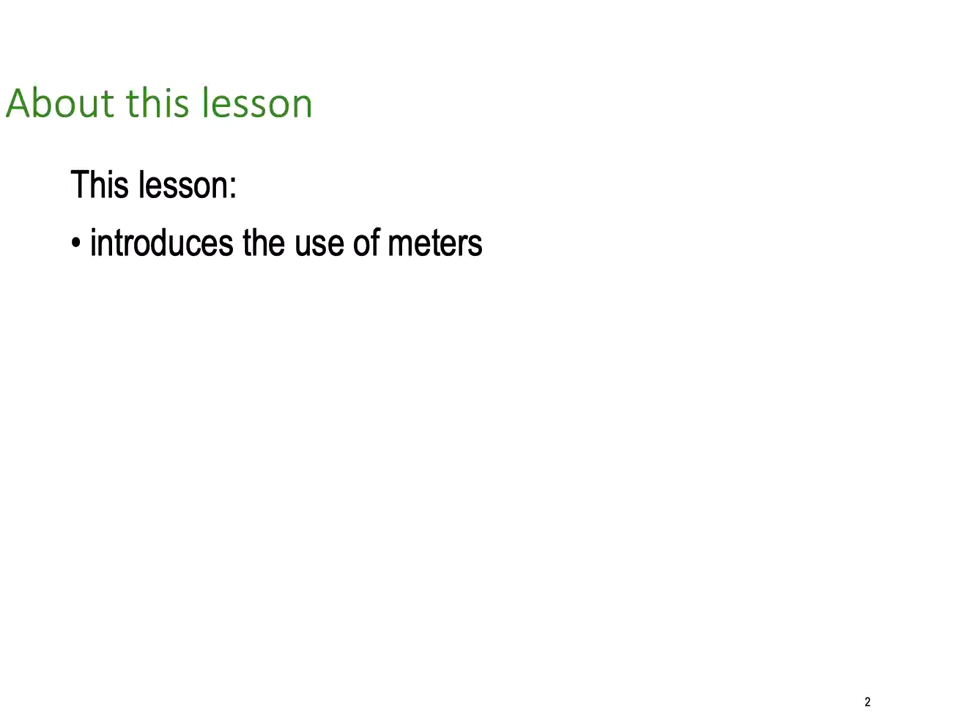 About this lesson
This lesson:
• introduces the use of meters
2